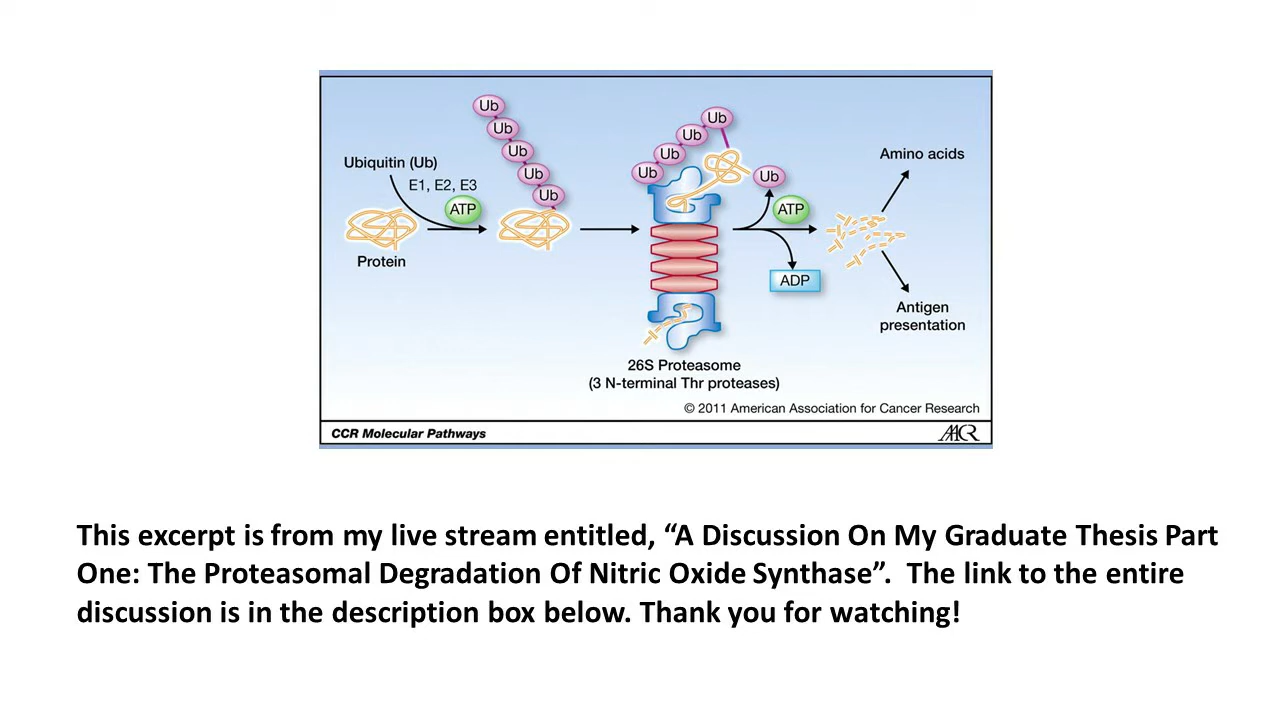 Ub
Ub
Ub
Ub
Ub
Ubiquitin (Ub)
E1, E2, E3
ATP
Protein
Ub
Ub
Ub
Ub
Ub
ATP
ADP
26S Proteasome
(3 N-terminal Thr proteases)
Amino acids
Antigen
presentation
© 2011 American Association for Cancer Research
CCR Molecular Pathways
AACR
This excerpt is from my live stream entitled, “A Discussion On My Graduate Thesis Part
One: The Proteasomal Degradation Of Nitric Oxide Synthase”.  The link to the entire
discussion is in the description box below. Thank you for watching!